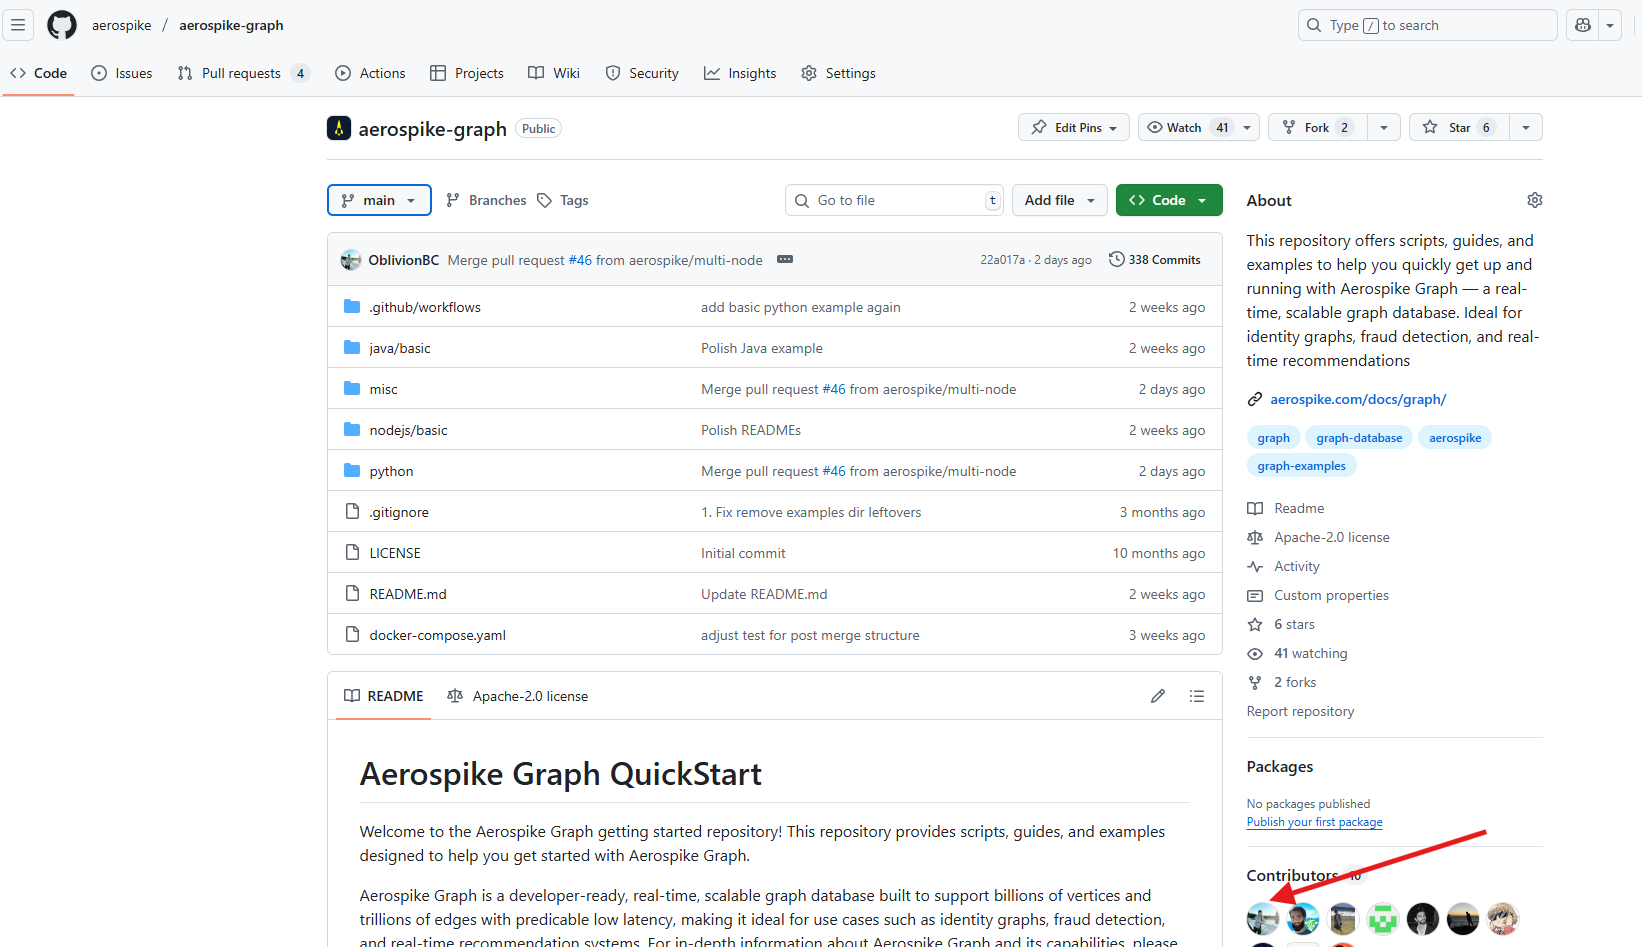 aerospike / aerospike-graph
Type / to search
Code Issues Pull requests 4 Actions Projects Wiki Security Insights Settings
aerospike-graph Public
Edit Pins Watch 41 Fork 2 Star 6
main Branches Tags Go to file t Add file Code
OblivionBC Merge pull request #46 from aerospike/multi-node 22a017a · 2 days ago 338 Commits
.github/workflows add basic python example again 2 weeks ago
java/basic Polish Java example 2 weeks ago
misc Merge pull request #46 from aerospike/multi-node 2 days ago
nodejs/basic Polish READMEs 2 weeks ago
python Merge pull request #46 from aerospike/multi-node 2 days ago
.gitignore 1. Fix remove examples dir leftovers 3 months ago
LICENSE Initial commit 10 months ago
README.md Update README.md 2 weeks ago
docker-compose.yaml adjust test for post merge structure 3 weeks ago
README Apache-2.0 license
Aerospike Graph QuickStart
Welcome to the Aerospike Graph getting started repository! This repository provides scripts, guides, and examples
designed to help you get started with Aerospike Graph.
Aerospike Graph is a developer-ready, real-time, scalable graph database built to support billions of vertices and
trillions of edges with predicable low latency, making it ideal for use cases such as identity graphs, fraud detection,
and real-time recommendation systems. For in-depth information about Aerospike Graph and its capabilities, please
About
This repository offers scripts, guides, and
examples to help you quickly get up and
running with Aerospike Graph — a real-
time, scalable graph database. Ideal for
identity graphs, fraud detection, and real-
time recommendations
aerospike.com/docs/graph/
graph graph-database aerospike
graph-examples
Readme
Apache-2.0 license
Activity
Custom properties
6 stars
41 watching
2 forks
Report repository
Packages
No packages published
Publish your first package
Contributors